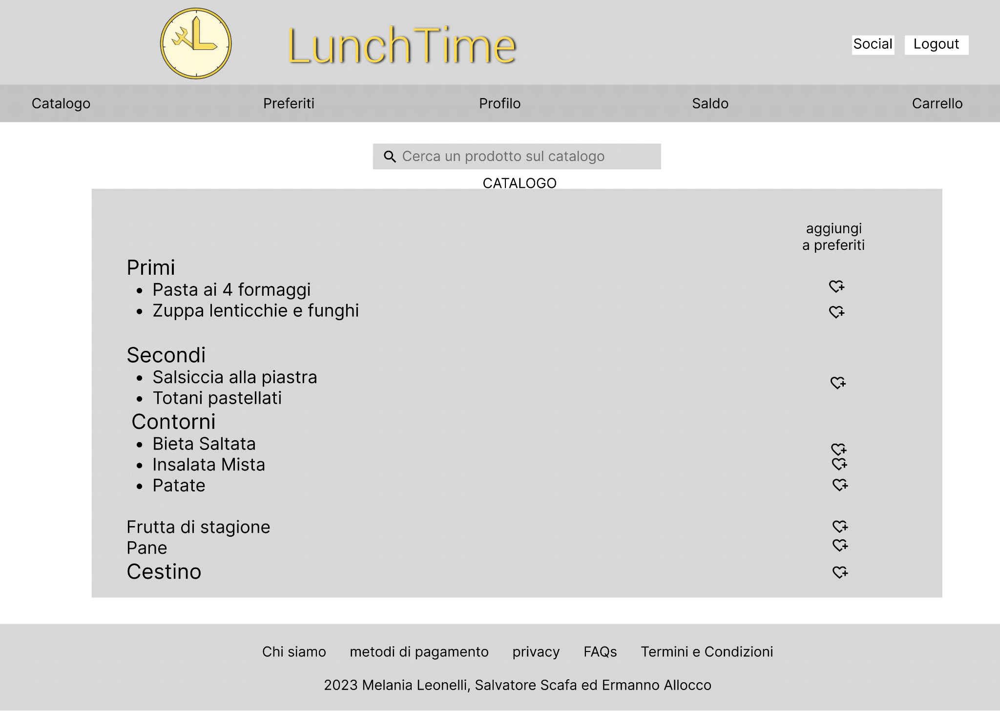 LunchTime
Social
Logout
Catalogo
Preferiti
Profilo
Saldo
Carrello
Cerca un prodotto sul catalogo
CATALOGO
aggiungi
a preferiti
Primi
Pasta ai 4 formaggi
Zuppa lenticchie e funghi
Secondi
Salsiccia alla piastra
Totani pastellati
Contorni
Bieta Saltata
Insalata Mista
Patate
Frutta di stagione
Pane
Cestino
Chi siamo
metodi di pagamento
privacy
FAQs
Termini e Condizioni
2023 Melania Leonelli, Salvatore Scafa ed Ermanno Allocco